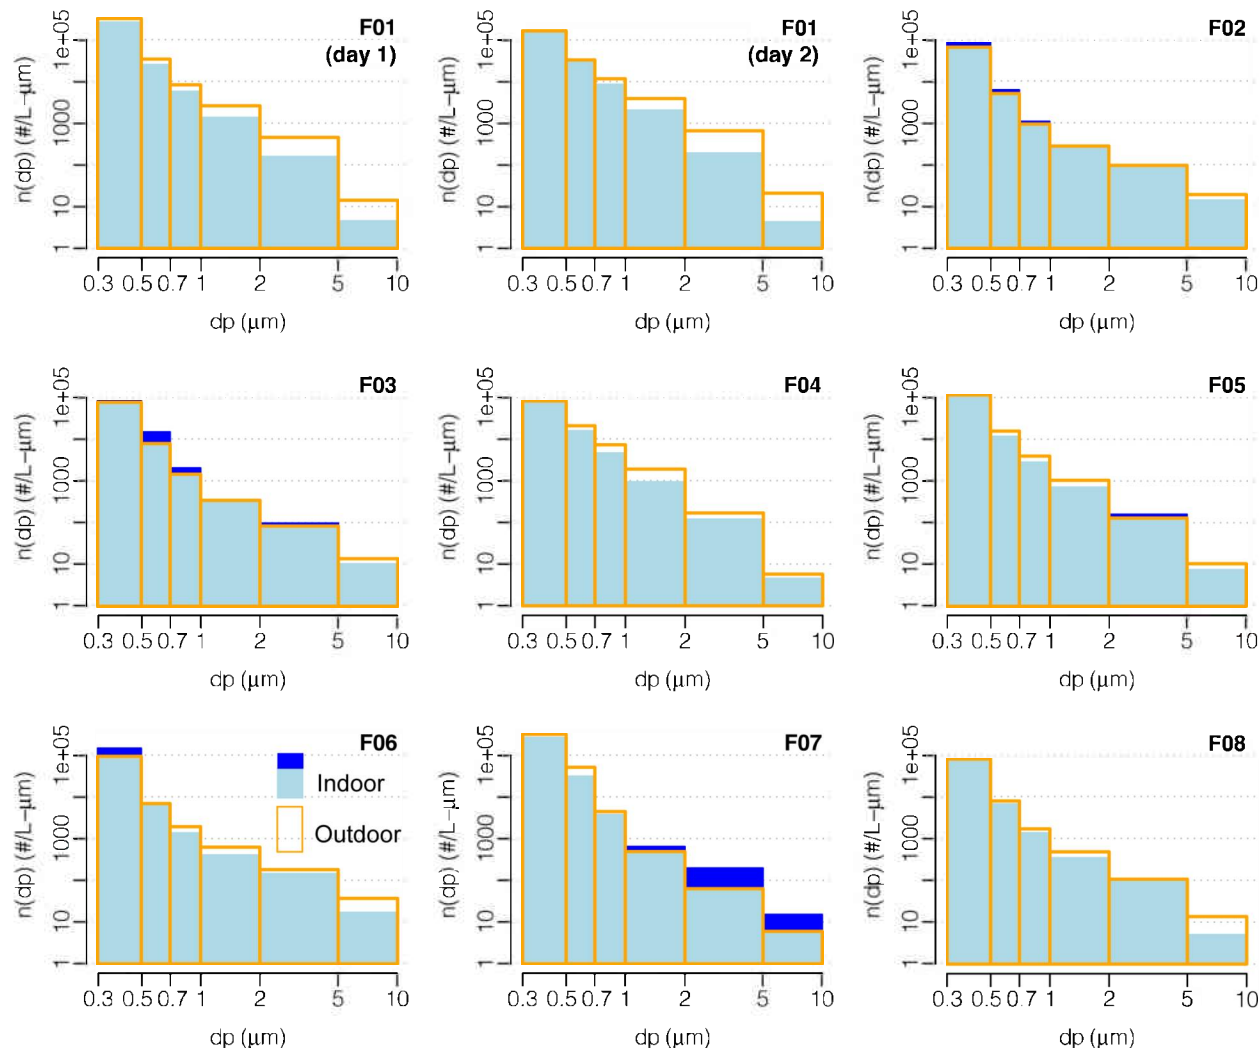 F01
(day 1)
n(dp) (#/L−μm)
1e+05
1000
10
1
0.3 0.5 0.7 1 2 5 10
dp (μm)
F01
(day 2)
n(dp) (#/L−μm)
1e+05
1000
10
1
0.3 0.5 0.7 1 2 5 10
dp (μm)
F02
n(dp) (#/L−μm)
1e+05
1000
10
1
0.3 0.5 0.7 1 2 5 10
dp (μm)
F03
n(dp) (#/L−μm)
1e+05
1000
10
1
0.3 0.5 0.7 1 2 5 10
dp (μm)
F04
n(dp) (#/L−μm)
1e+05
1000
10
1
0.3 0.5 0.7 1 2 5 10
dp (μm)
F05
n(dp) (#/L−μm)
1e+05
1000
10
1
0.3 0.5 0.7 1 2 5 10
dp (μm)
F06
n(dp) (#/L−μm)
1e+05
1000
10
1
Indoor
Outdoor
0.3 0.5 0.7 1 2 5 10
dp (μm)
F07
n(dp) (#/L−μm)
1e+05
1000
10
1
0.3 0.5 0.7 1 2 5 10
dp (μm)
F08
n(dp) (#/L−μm)
1e+05
1000
10
1
0.3 0.5 0.7 1 2 5 10
dp (μm)